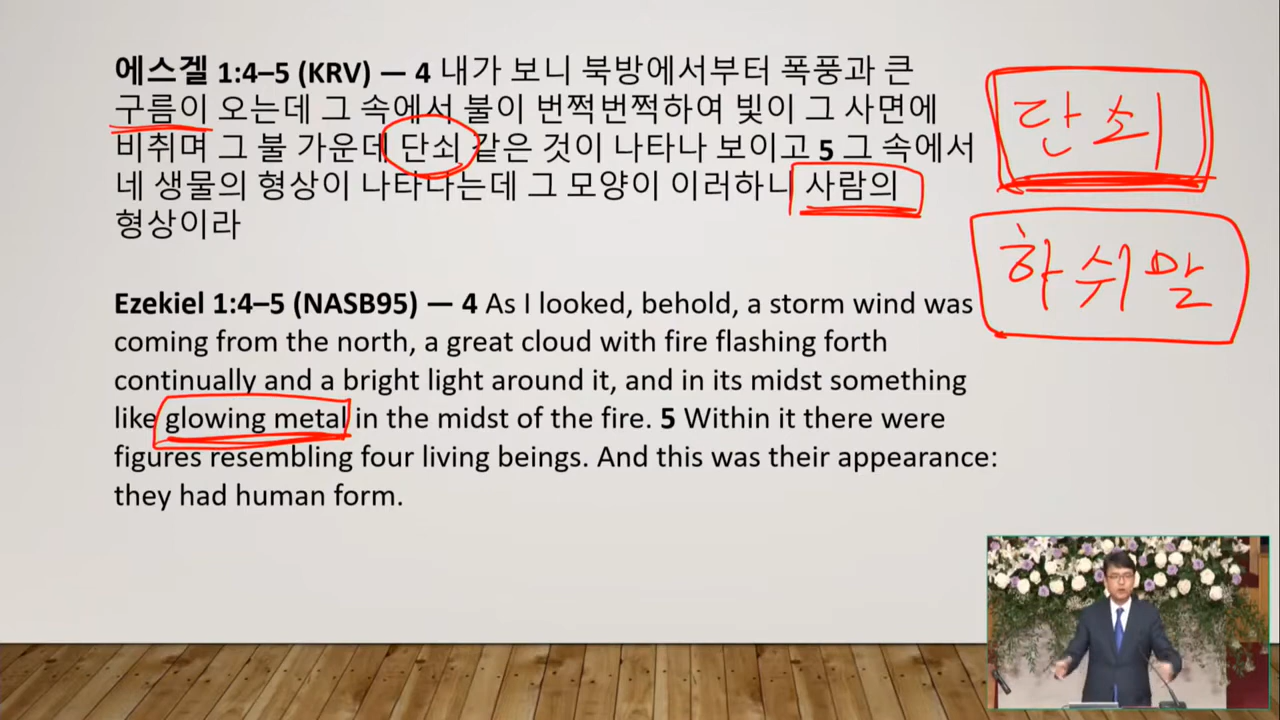 에스겔 1:4–5 (KRV) — 4 내가 보니 북방에서부터 폭풍과 큰
구름이 오는데 그 속에서 불이 번쩍번쩍하여 빛이 그 사면에
비취며 그 불 가운데 단쇠 같은 것이 나타나 보이고 5 그 속에서
네 생물의 형상이 나타나는데 그 모양이 이러하니 사람의
형상이라
단쇠
하쉬말
Ezekiel 1:4–5 (NASB95) — 4 As I looked, behold, a storm wind was
coming from the north, a great cloud with fire flashing forth
continually and a bright light around it, and in its midst something
like glowing metal in the midst of the fire. 5 Within it there were
figures resembling four living beings. And this was their appearance:
they had human form.